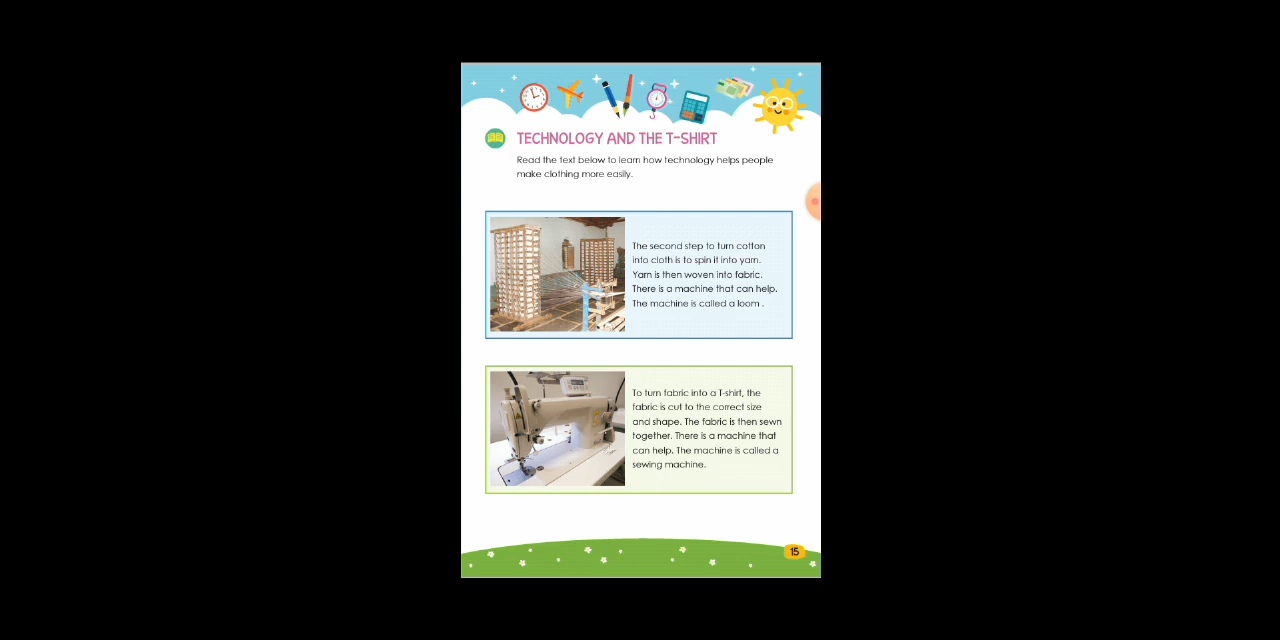 TECHNOLOGY AND THE T-SHIRT
Read the text below to learn how technology helps people
make clothing more easily.
The second step to turn cotton
into cloth is to spin it into yarn.
Yarn is then woven into fabric.
There is a machine that can help.
The machine is called a loom .
To turn fabric into a T-shirt, the
fabric is cut to the correct size
and shape. The fabric is then sewn
together. There is a machine that
can help. The machine is called a
sewing machine.
15